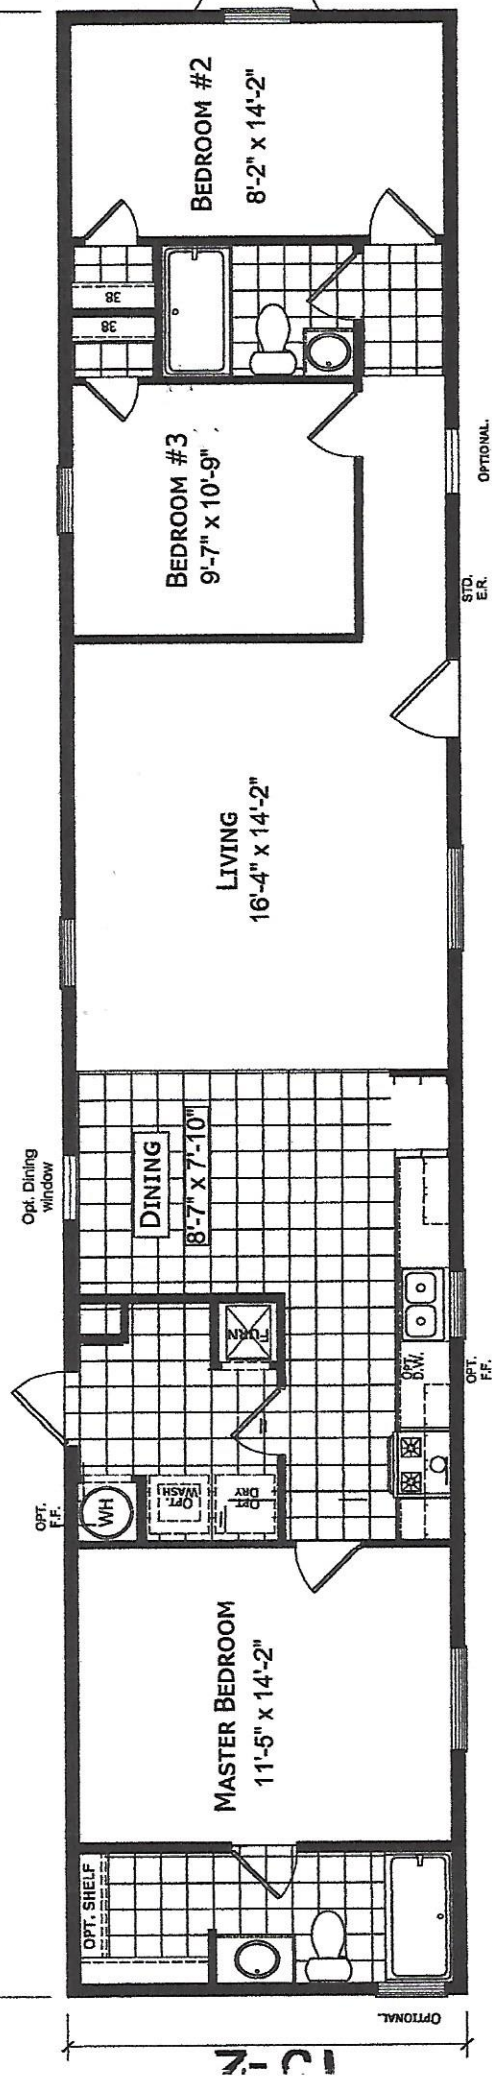 BEDROOM #2
8'-2" x 14'-2"
38
38
BEDROOM #3
9'-7" x 10'-9"
OPTIONAL.
STD.
E.R.
LIVING
16'-4" x 14'-2"
Opt. Dining
window
DINING
8'-7" x 7'-10"
FURN
OPT.
D.W.
OPT.
F.F.
OPT.
F.F.
WH
OPT.
WASH
OPT
DRY
MASTER BEDROOM
11'-5" x 14'-2"
OPT. SHELF
OPTIONAL.